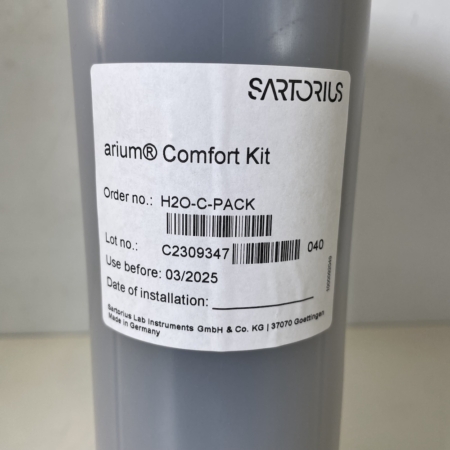 SARTORIUS
arium® Comfort Kit
Order no.: H2O-C-PACK
Lot no.: C2309347 040
Use before: 03/2025
Date of installation:
Sartorius Lab Instruments GmbH & Co. KG | 37070 Goettingen
Made in Germany